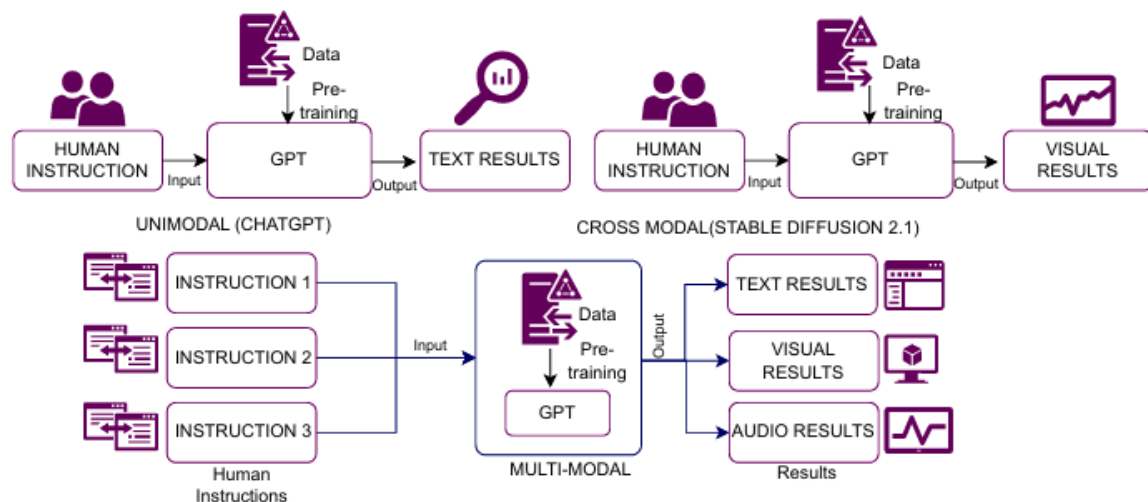 Data
Pre-
training
HUMAN
INSTRUCTION
Input
GPT
Output
TEXT RESULTS
UNIMODAL (CHATGPT)
Data
Pre-
training
HUMAN
INSTRUCTION
Input
GPT
Output
VISUAL
RESULTS
CROSS MODAL(STABLE DIFFUSION 2.1)
INSTRUCTION 1
INSTRUCTION 2
INSTRUCTION 3
Human
Instructions
Input
Data
Pre-
training
GPT
MULTI-MODAL
Output
TEXT RESULTS
VISUAL
RESULTS
AUDIO RESULTS
Results